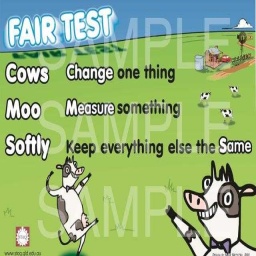 FAIR TEST
SAMPLE
Cows Change one thing
Moo Measure something
SAMPLE
Softly Keep everything else the Same
SAMPLE